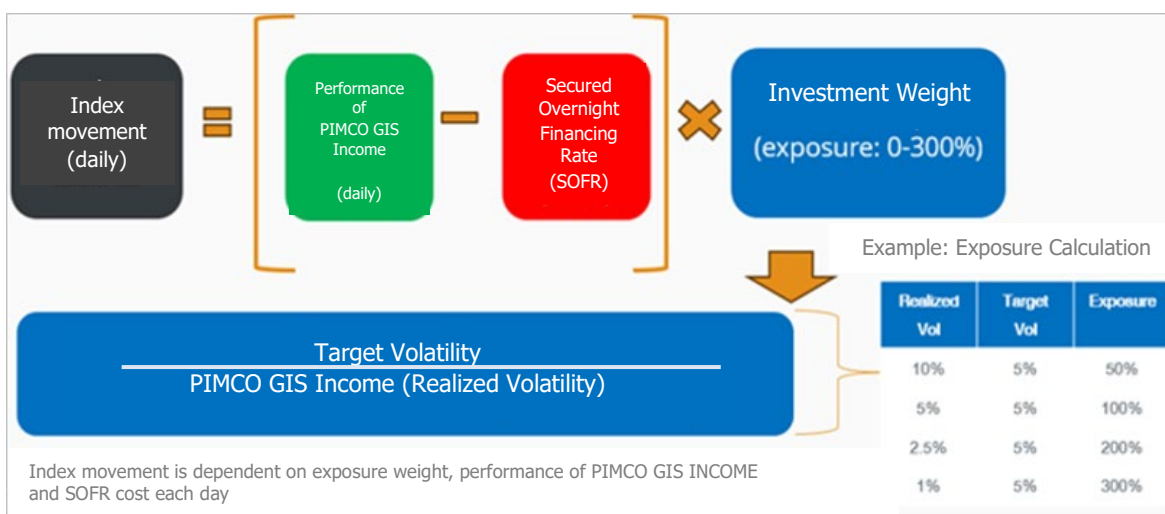 Index
movement
(daily)
=
Performance
of
PIMCO GIS
Income
(daily)
−
Secured
Overnight
Financing
Rate
(SOFR)
×
Investment Weight
(exposure: 0-300%)
Example: Exposure Calculation
Target Volatility
PIMCO GIS Income (Realized Volatility)
Realized Vol Target Vol Exposure
10% 5% 50%
5% 5% 100%
2.5% 5% 200%
1% 5% 300%
Index movement is dependent on exposure weight, performance of PIMCO GIS INCOME
and SOFR cost each day